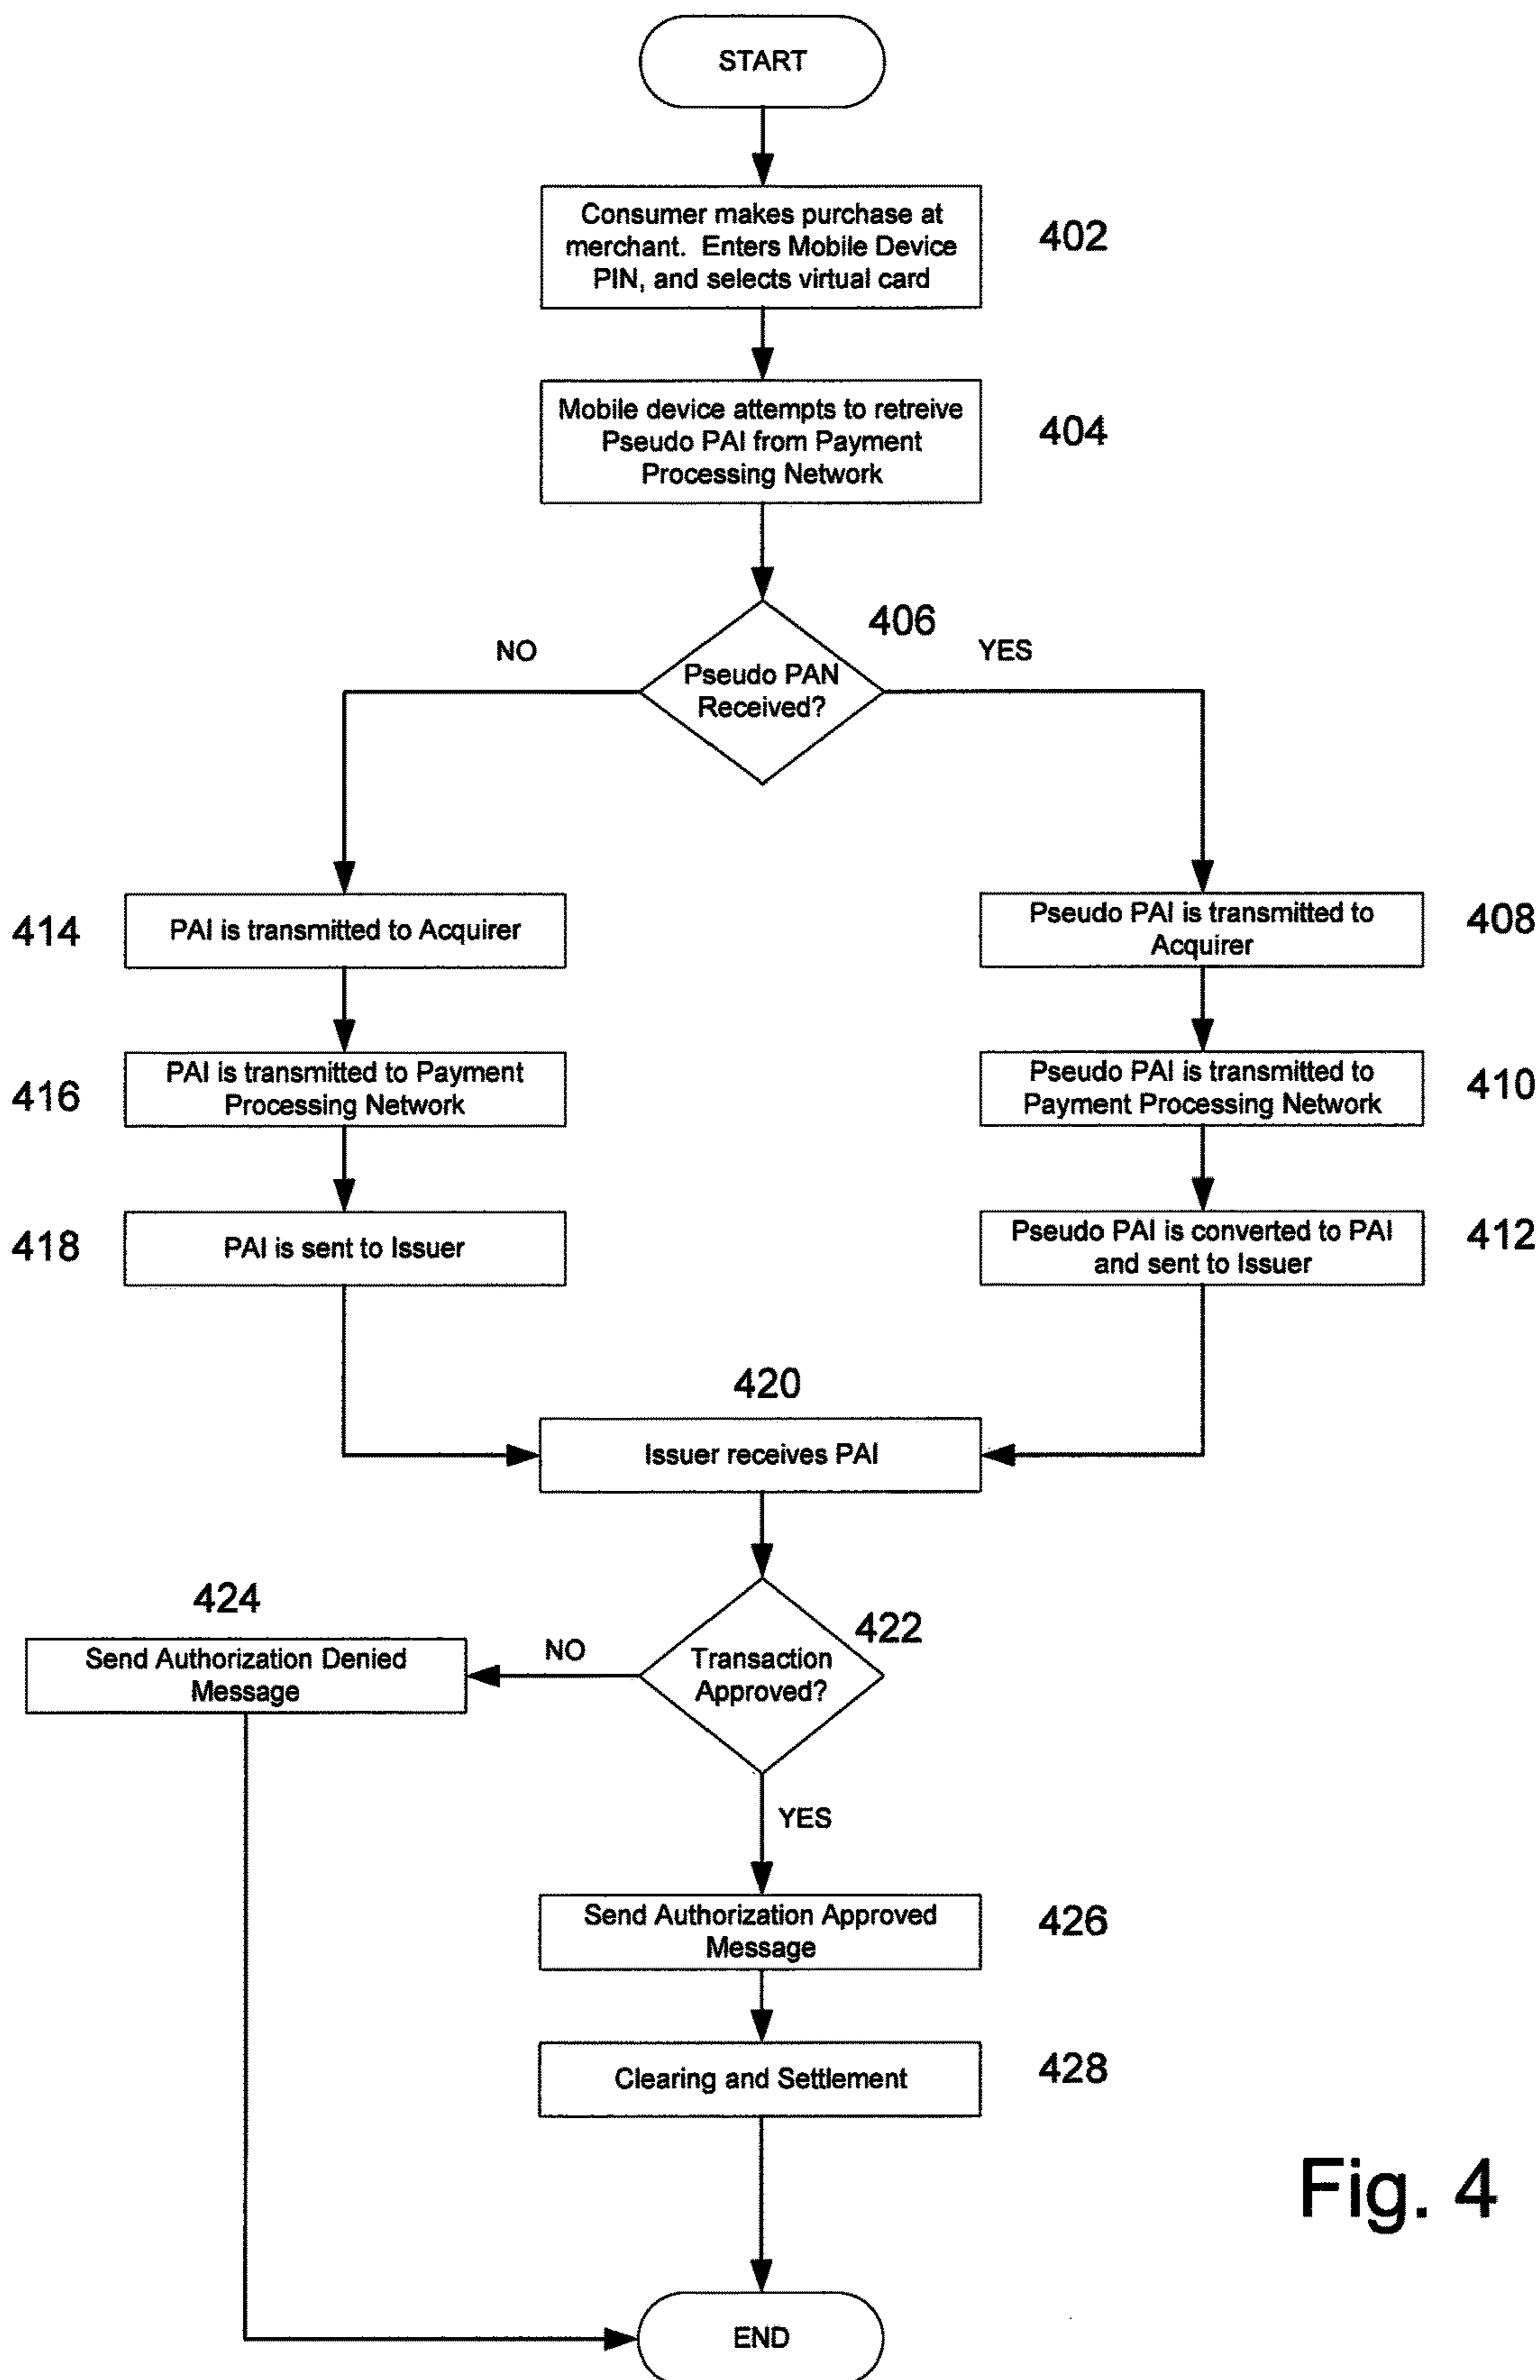 START
Consumer makes purchase at
merchant. Enters Mobile Device
PIN, and selects virtual card
402
Mobile device attempts to retreive
Pseudo PAI from Payment
Processing Network
404
406
NO
YES
Pseudo PAN
Received?
414
PAI is transmitted to Acquirer
Pseudo PAI is transmitted to
Acquirer
408
416
PAI is transmitted to Payment
Processing Network
Pseudo PAI is transmitted to
Payment Processing Network
410
418
PAI is sent to Issuer
Pseudo PAI is converted to PAI
and sent to Issuer
412
420
Issuer receives PAI
424
Send Authorization Denied
Message
NO
422
Transaction
Approved?
YES
Send Authorization Approved
Message
426
Clearing and Settlement
428
Fig. 4
END